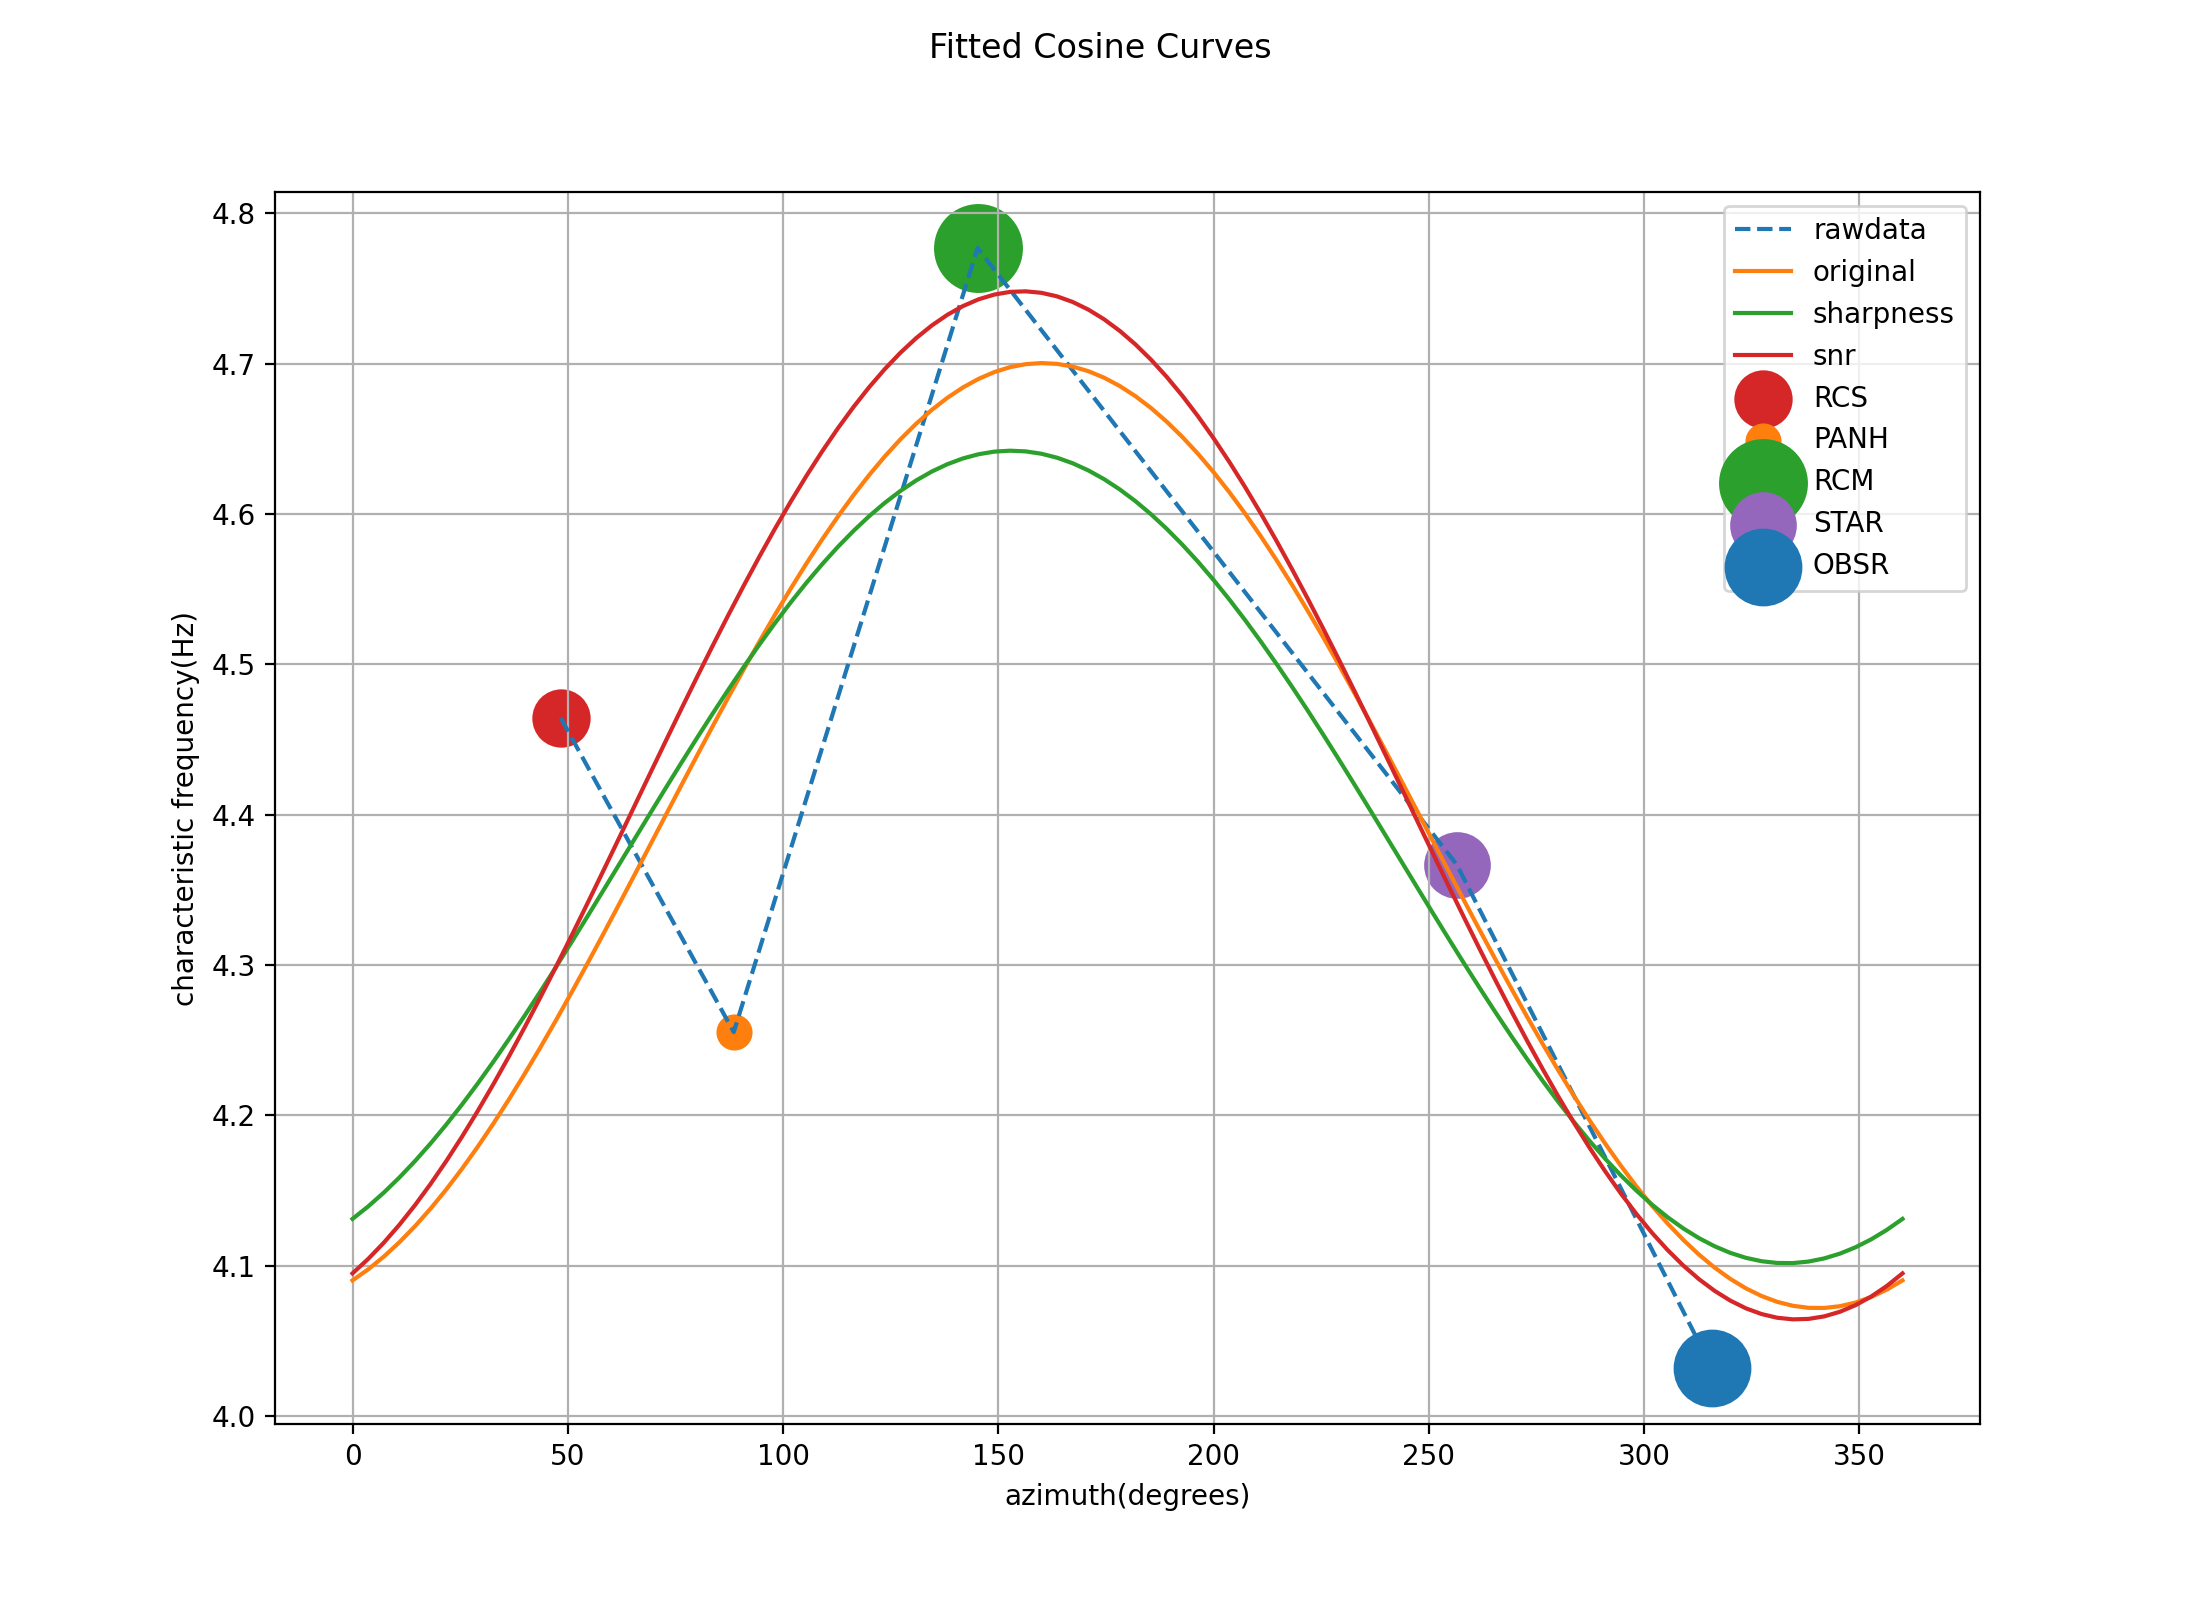 Fitted Cosine Curves
4.8
4.7
4.6
4.5
4.4
4.3
4.2
4.1
4.0
characteristic frequency(Hz)
rawdata
original
sharpness
snr
RCS
PANH
RCM
STAR
OBSR
0 50 100 150 200 250 300 350
azimuth(degrees)